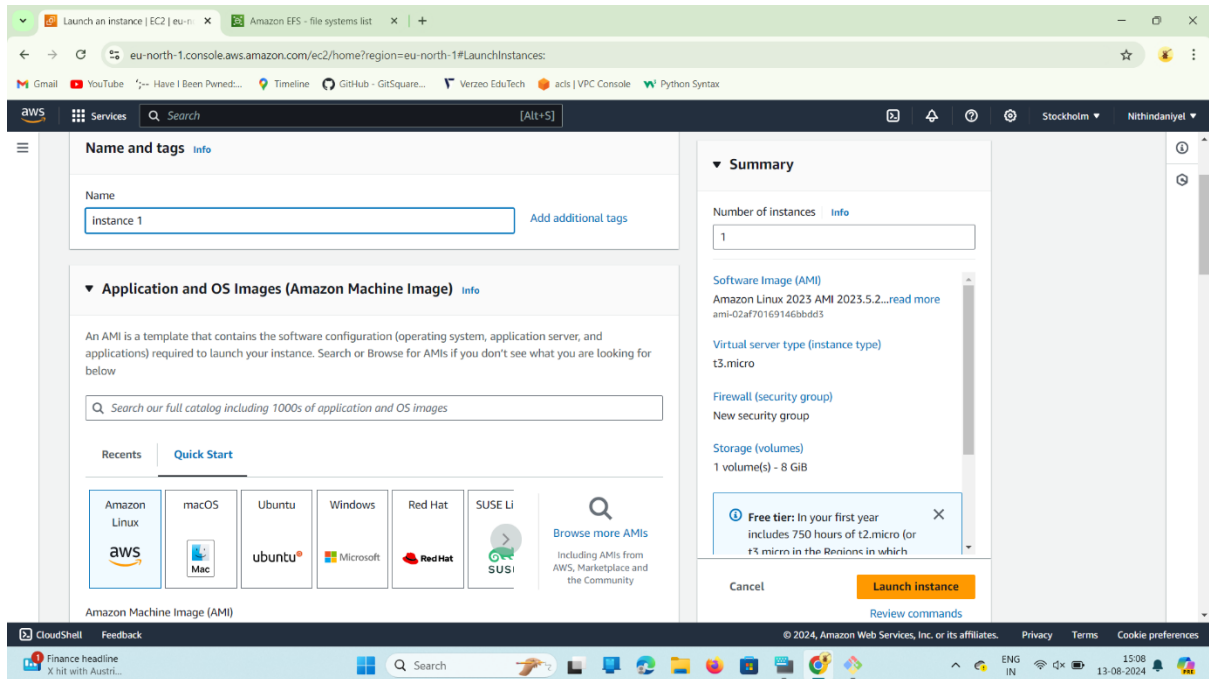 Launch an instance | EC2 | eu-n
Amazon EFS - file systems list
eu-north-1.console.aws.amazon.com/ec2/home?region=eu-north-1#LaunchInstances:
Gmail YouTube Have I Been Pwned:... Timeline GitHub - GitSquare... Verzeo EduTech acls | VPC Console Python Syntax
aws Services Search [Alt+S] Stockholm Nithindaniyel
Name and tags Info
Name
instance 1
Add additional tags
Application and OS Images (Amazon Machine Image) Info
An AMI is a template that contains the software configuration (operating system, application server, and
applications) required to launch your instance. Search or Browse for AMIs if you don't see what you are looking for
below
Search our full catalog including 1000s of application and OS images
Recents Quick Start
Amazon
Linux
aws
macOS
Mac
Ubuntu
ubuntu®
Windows
Microsoft
Red Hat
Red Hat
SUSE Li
SUS
Browse more AMIs
Including AMIs from
AWS, Marketplace and
the Community
Amazon Machine Image (AMI)
Summary
Number of instances Info
1
Software Image (AMI)
Amazon Linux 2023 AMI 2023.5.2...read more
ami-02af70169146bbdd3
Virtual server type (instance type)
t3.micro
Firewall (security group)
New security group
Storage (volumes)
1 volume(s) - 8 GiB
Free tier: In your first year
includes 750 hours of t2.micro (or
t3.micro in the Regions in which
Cancel Launch instance
Review commands
CloudShell Feedback © 2024, Amazon Web Services, Inc. or its affiliates. Privacy Terms Cookie preferences
Finance headline
X hit with Austri...
Search
PRE
ENG
IN
15:08
13-08-2024